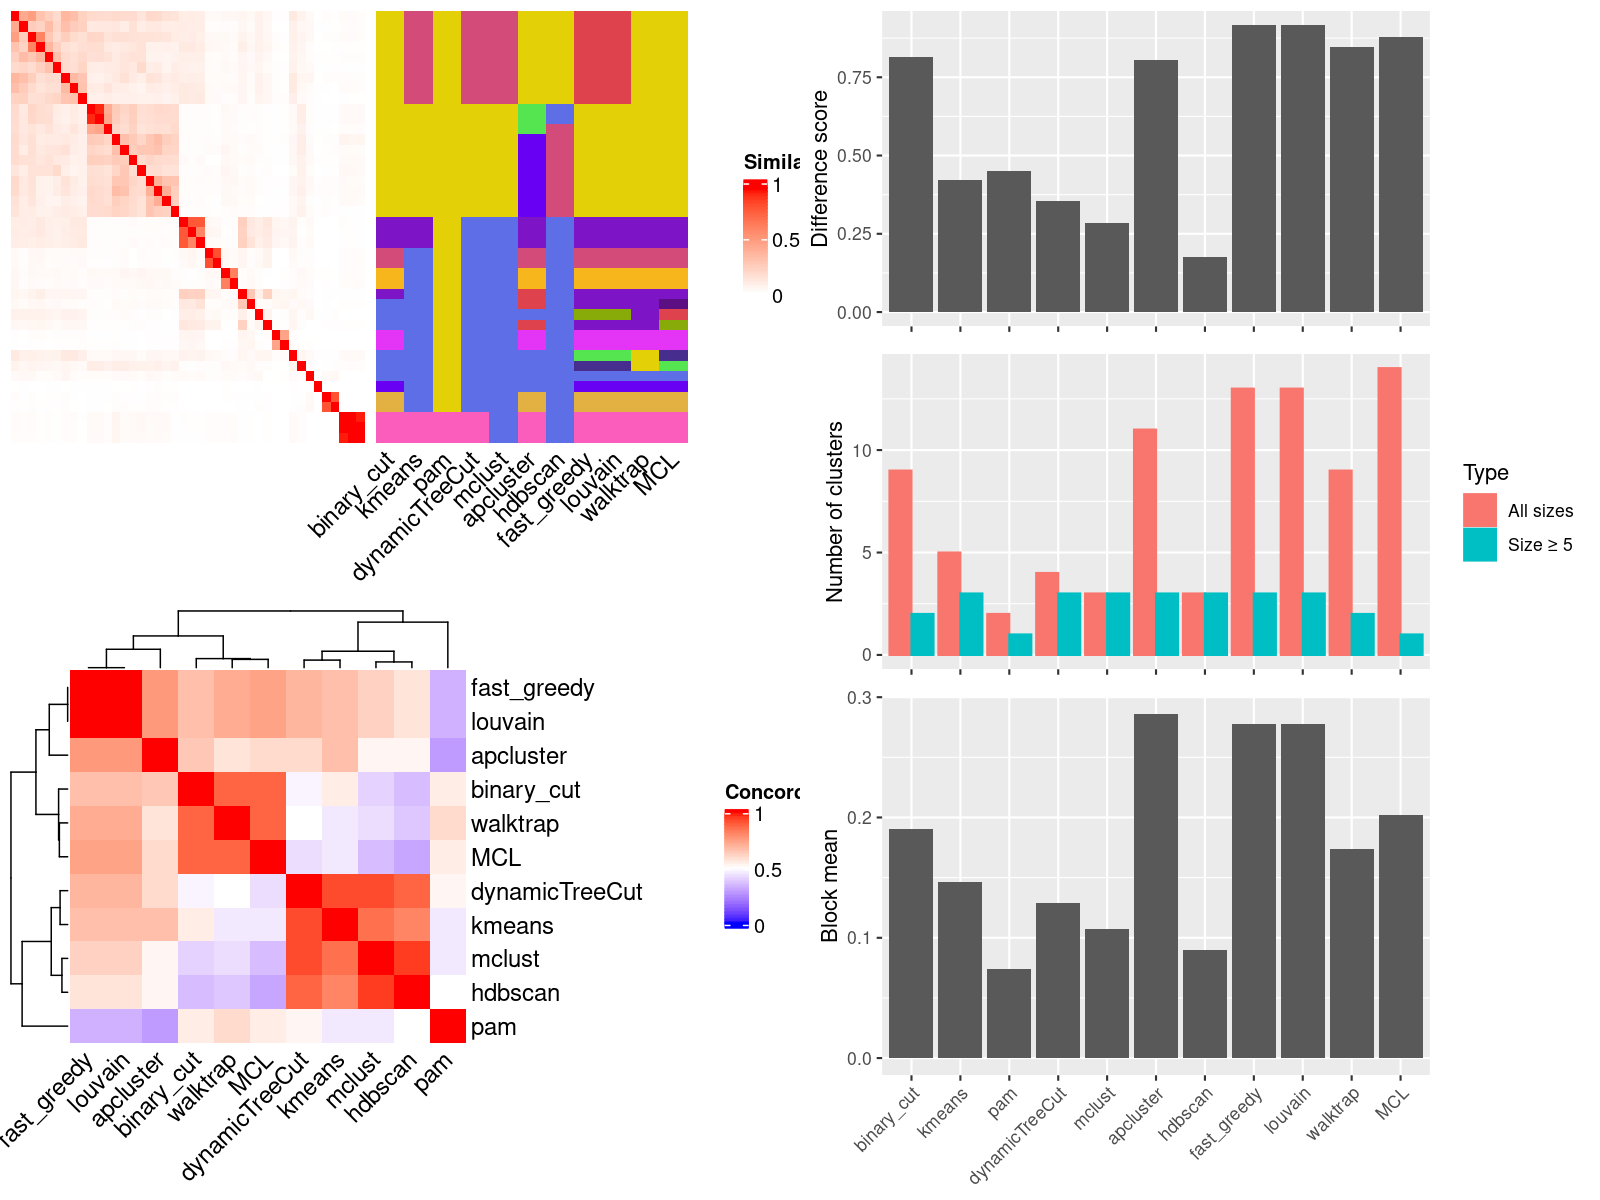 Simila
1
0.5
0
binary_cut
kmeans
pam
dynamicTreeCut
mclust
apcluster
hdbscan
fast_greedy
louvain
walktrap
MCL
Difference score
0.75
0.50
0.25
0.00
Number of clusters
10
5
0
Type
All sizes
Size ≥ 5
fast_greedy
louvain
apcluster
binary_cut
walktrap
MCL
dynamicTreeCut
kmeans
mclust
hdbscan
pam
fast_greedy
louvain
apcluster
binary_cut
walktrap
MCL
dynamicTreeCut
kmeans
mclust
hdbscan
pam
Concord
1
0.5
0
Block mean
0.3
0.2
0.1
0.0
binary_cut
kmeans
pam
dynamicTreeCut
mclust
apcluster
hdbscan
fast_greedy
louvain
walktrap
MCL